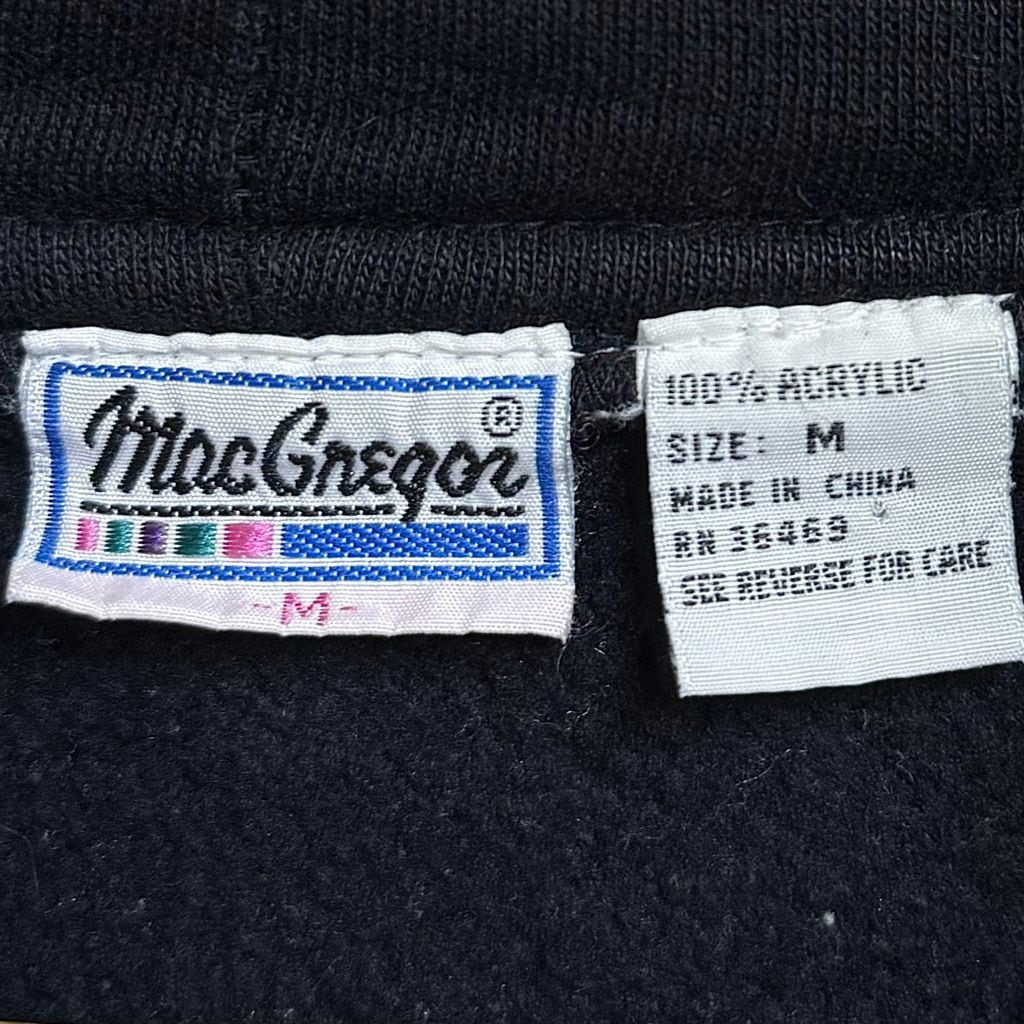 MacGregor®
-M-
100% ACRYLIC
SIZE: M
MADE IN CHINA
RN 36469
SEE REVERSE FOR CARE